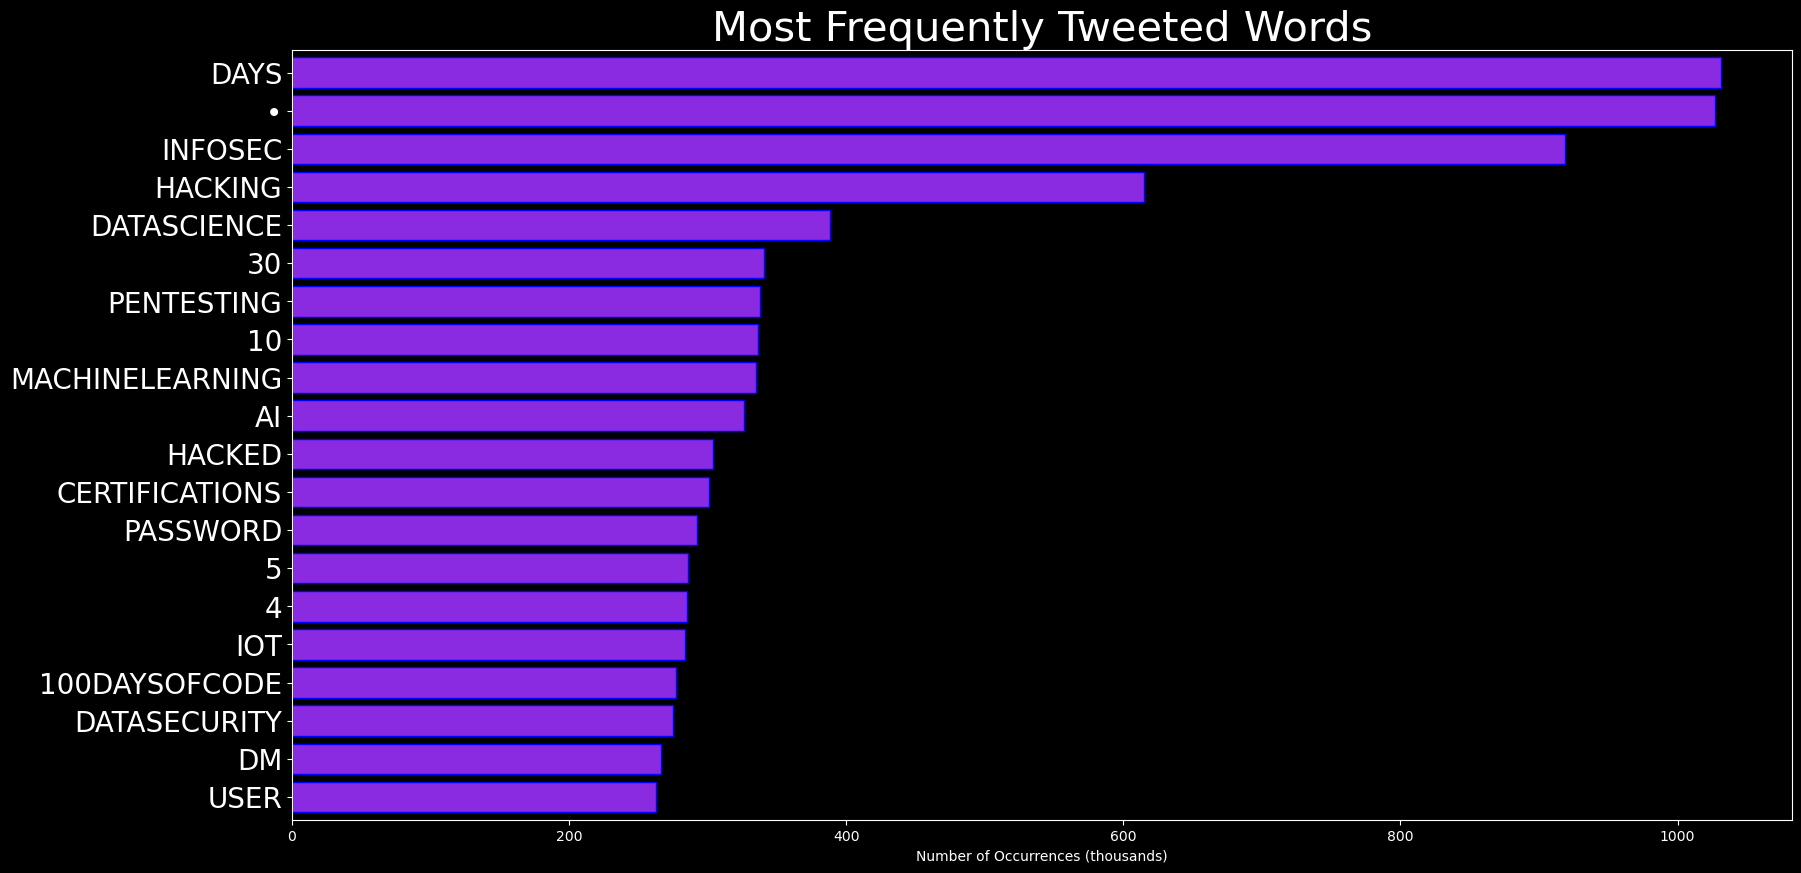 Most Frequently Tweeted Words
DAYS
•
INFOSEC
HACKING
DATASCIENCE
30
PENTESTING
10
MACHINELEARNING
AI
HACKED
CERTIFICATIONS
PASSWORD
5
4
IOT
100DAYSOFCODE
DATASECURITY
DM
USER
0 200 400 600 800 1000
Number of Occurrences (thousands)